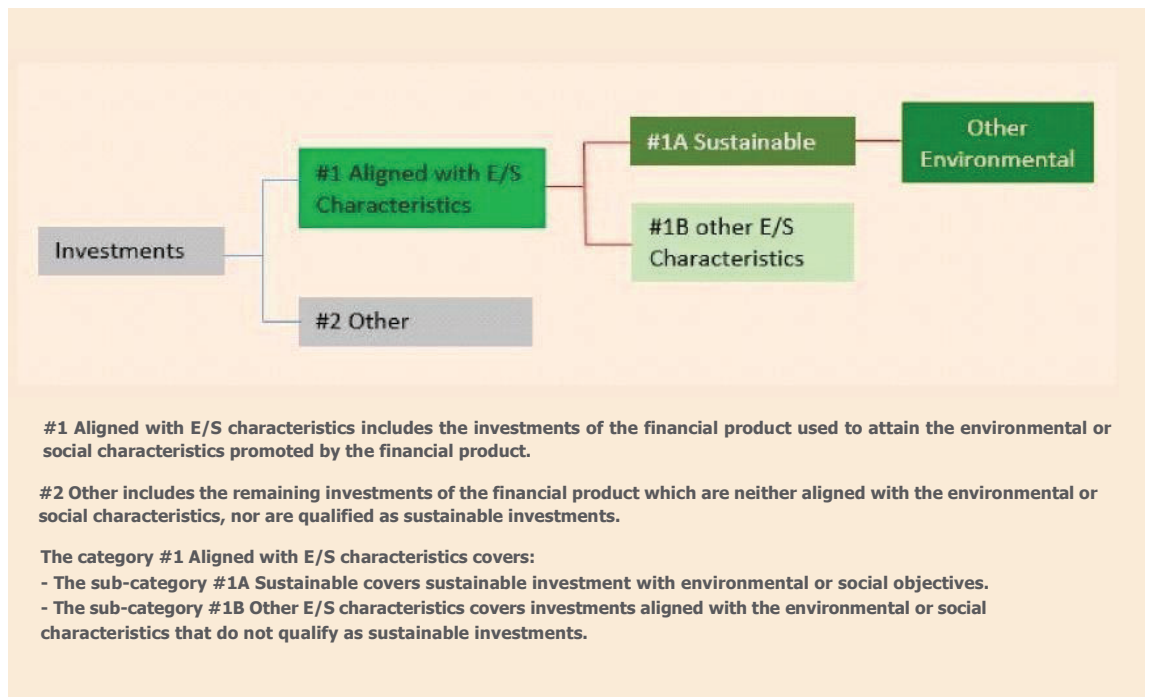 Other
Environmental
#1A Sustainable
#1 Aligned with E/S
Characteristics
#1B other E/S
Characteristics
Investments
#2 Other
#1 Aligned with E/S characteristics includes the investments of the financial product used to attain the environmental or
social characteristics promoted by the financial product.
#2 Other includes the remaining investments of the financial product which are neither aligned with the environmental or
social characteristics, nor are qualified as sustainable investments.
The category #1 Aligned with E/S characteristics covers:
- The sub-category #1A Sustainable covers sustainable investment with environmental or social objectives.
- The sub-category #1B Other E/S characteristics covers investments aligned with the environmental or social
characteristics that do not qualify as sustainable investments.